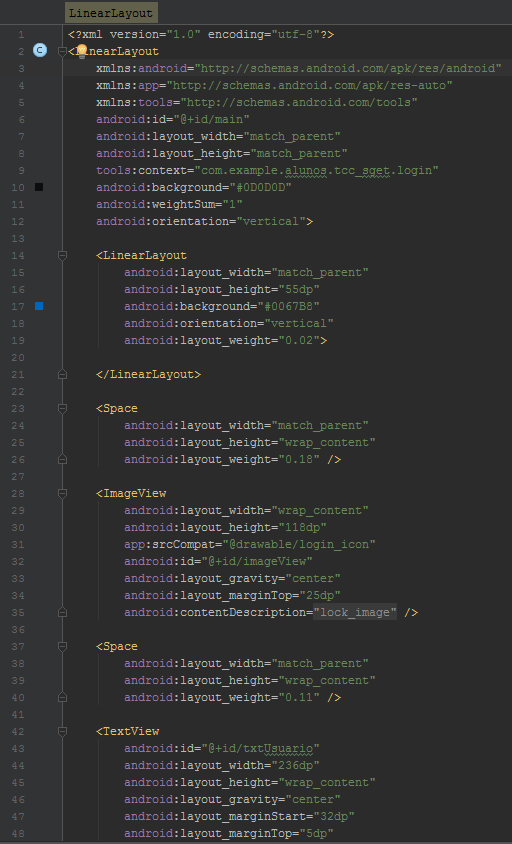 LinearLayout
1 <?xml version="1.0" encoding="utf-8"?>
2 C <LinearLayout
3 xmlns:android="http://schemas.android.com/apk/res/android"
4 xmlns:app="http://schemas.android.com/apk/res-auto"
5 xmlns:tools="http://schemas.android.com/tools"
6 android:id="@+id/main"
7 android:layout_width="match_parent"
8 android:layout_height="match_parent"
9 tools:context="com.example.alunos.tcc_sget.login"
10 android:background="#0D0D0D"
11 android:weightSum="1"
12 android:orientation="vertical">
13
14 <LinearLayout
15 android:layout_width="match_parent"
16 android:layout_height="55dp"
17 android:background="#0067B8"
18 android:orientation="vertical"
19 android:layout_weight="0.02">
20
21 </LinearLayout>
22
23 <Space
24 android:layout_width="match_parent"
25 android:layout_height="wrap_content"
26 android:layout_weight="0.18" />
27
28 <ImageView
29 android:layout_width="wrap_content"
30 android:layout_height="118dp"
31 app:srcCompat="@drawable/login_icon"
32 android:id="@+id/imageView"
33 android:layout_gravity="center"
34 android:layout_marginTop="25dp"
35 android:contentDescription="lock_image" />
36
37 <Space
38 android:layout_width="match_parent"
39 android:layout_height="wrap_content"
40 android:layout_weight="0.11" />
41
42 <TextView
43 android:id="@+id/txtUsuario"
44 android:layout_width="236dp"
45 android:layout_height="wrap_content"
46 android:layout_gravity="center"
47 android:layout_marginStart="32dp"
48 android:layout_marginTop="5dp"